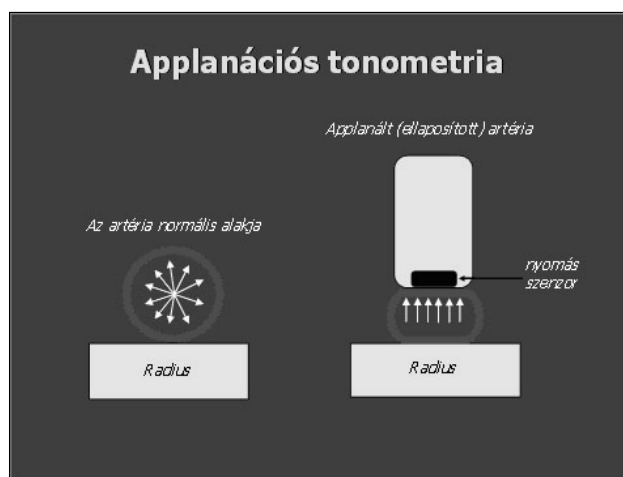 Applanációs tonometria
Applanált (ellaposított) artéria
Az artéria normális alakja
nyomás
szenzor
Radius
Radius